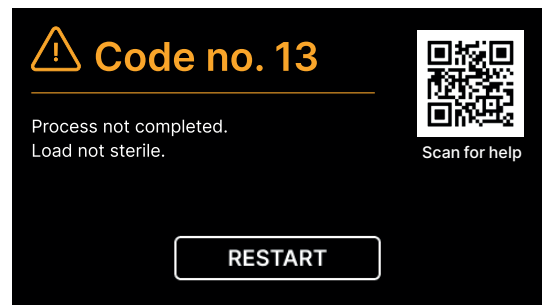 Code no. 13
Process not completed.
Load not sterile.
Scan for help
RESTART